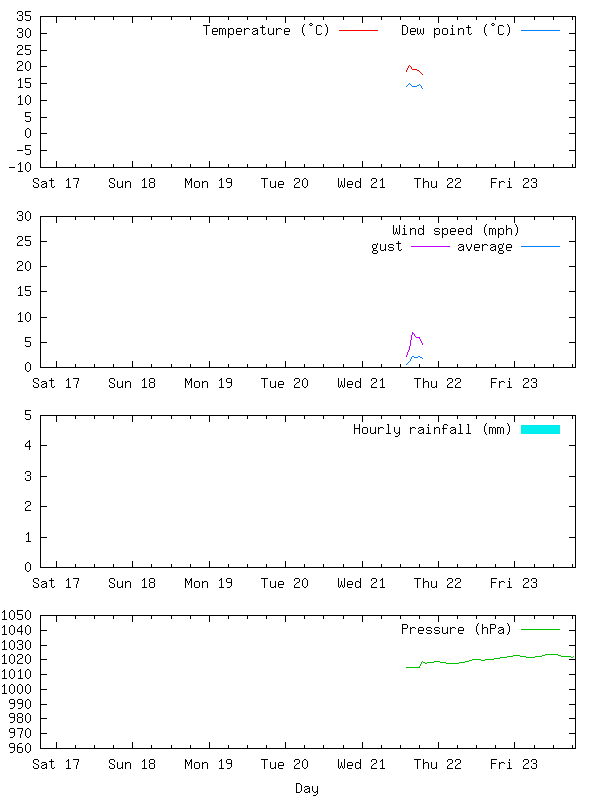 35
30
25
20
15
10
5
0
-5
-10
Temperature (˚C)
Dew point (˚C)
Sat 17 Sun 18 Mon 19 Tue 20 Wed 21 Thu 22 Fri 23
30
25
20
15
10
5
0
Wind speed (mph)
gust
average
Sat 17 Sun 18 Mon 19 Tue 20 Wed 21 Thu 22 Fri 23
5
4
3
2
1
0
Hourly rainfall (mm)
Sat 17 Sun 18 Mon 19 Tue 20 Wed 21 Thu 22 Fri 23
1050
1040
1030
1020
1010
1000
990
980
970
960
Pressure (hPa)
Sat 17 Sun 18 Mon 19 Tue 20 Wed 21 Thu 22 Fri 23
Day